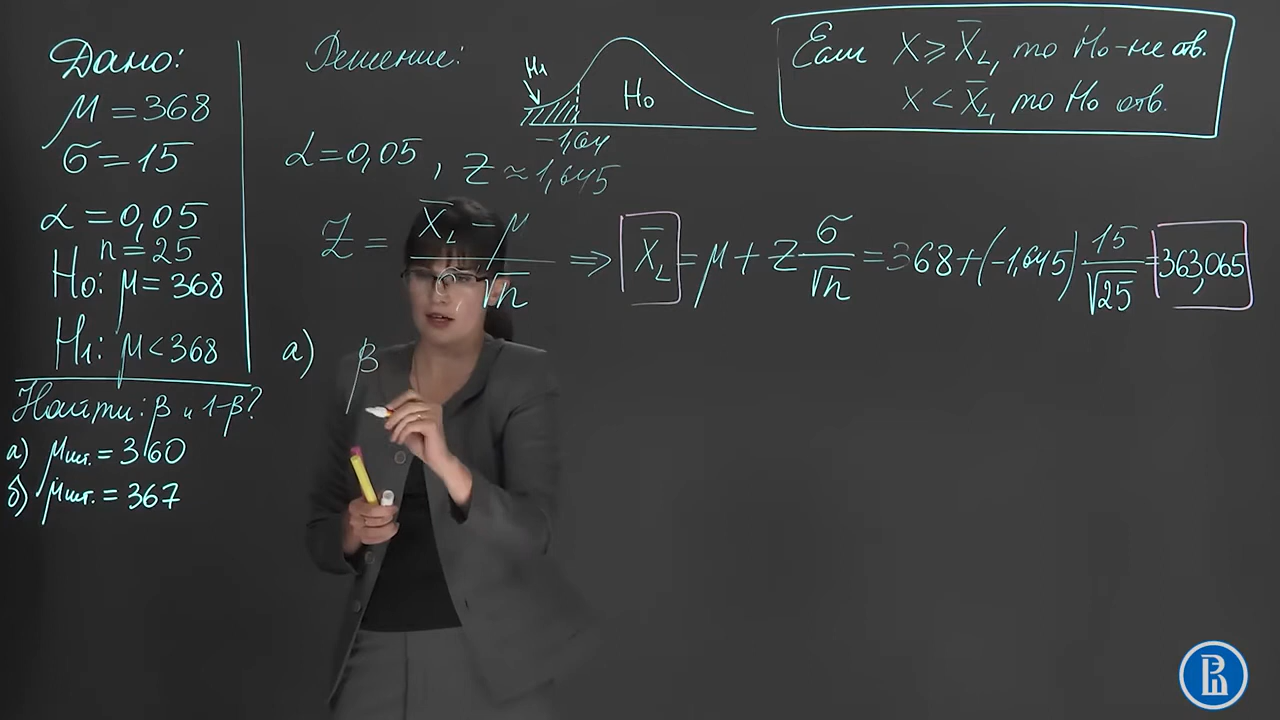 Дано:
μ = 368
σ = 15
α = 0,05
n = 25
H₀: μ = 368
H₁: μ < 368
Найти: β и 1-β?
а) μист. = 360
б) μист. = 367
Решение:
H₁
H₀
-1,64
α = 0,05, Z ≈ 1,645
Если X ≥ X̄L, то H₀-не отв.
X < X̄L, то H₀ отв.
Z = (X̄L - μ) / (σ / √n) ⇒ X̄L = μ + Z σ/√n = 368 + (-1,645) 15/√25 = 363,065
а) β